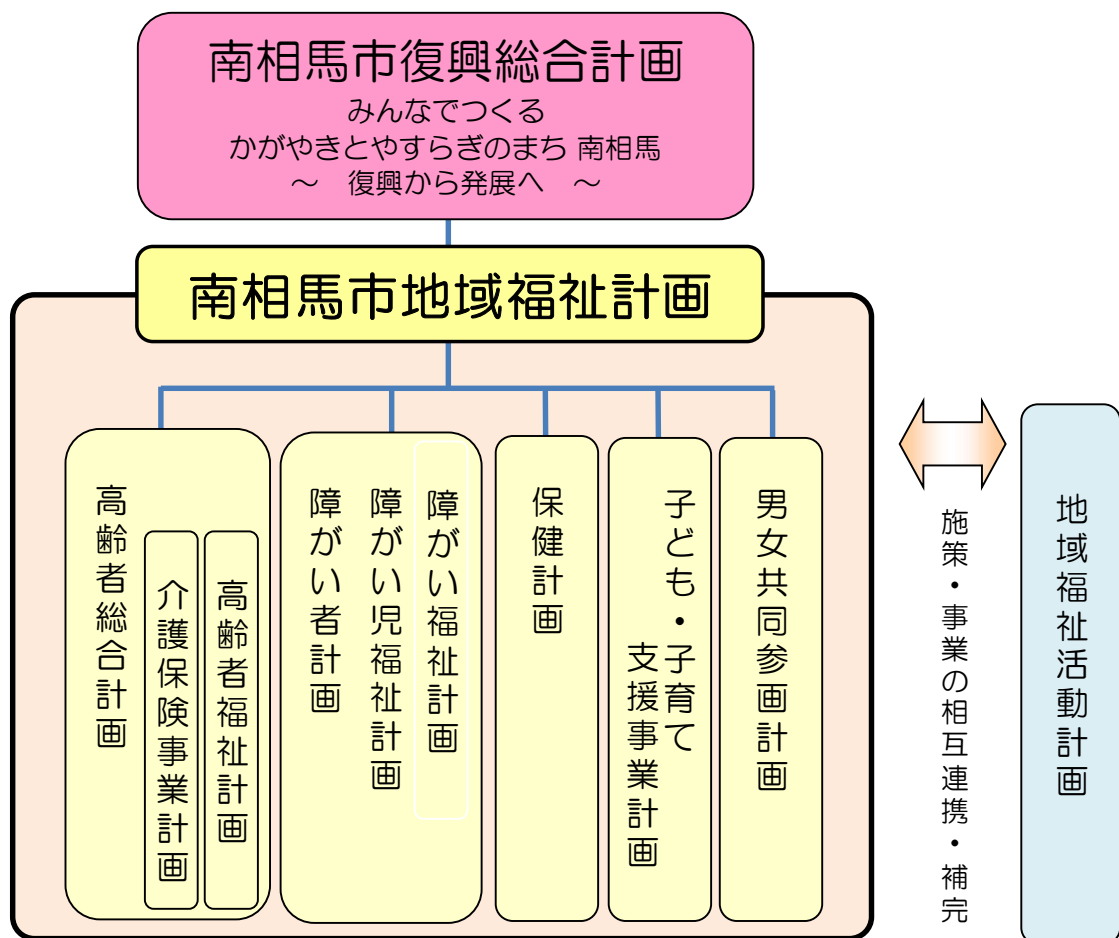 南相馬市復興総合計画
みんなでつくる
かがやきとやすらぎのまち 南相馬
～ 復興から発展へ ～
南相馬市地域福祉計画
男女共同参画計画
子ども・子育て
支援事業計画
保健計画
障がい福祉計画
障がい児福祉計画
障がい者計画
高齢者福祉計画
介護保険事業計画
高齢者総合計画
施策・事業の相互連携・補完
地域福祉活動計画